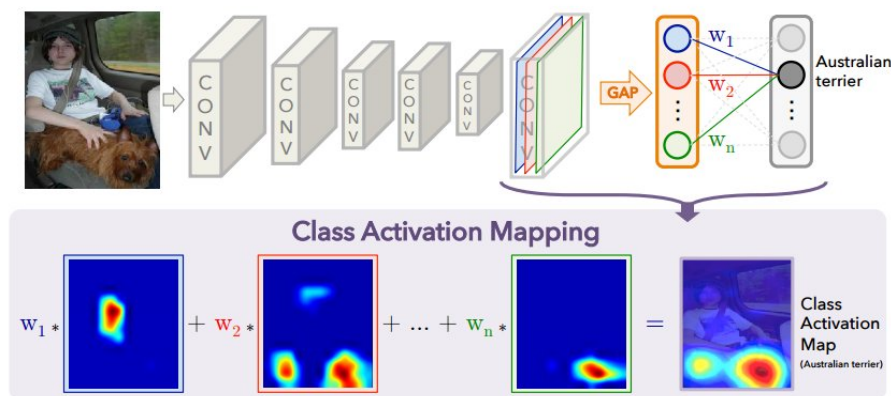 CONV
CONV
CONV
CONV
CONV
CONV
GAP
w1
w2
wn
Australian
terrier
Class Activation Mapping
w1 * + w2 * + ... + wn * =
Class
Activation
Map
(Australian terrier)